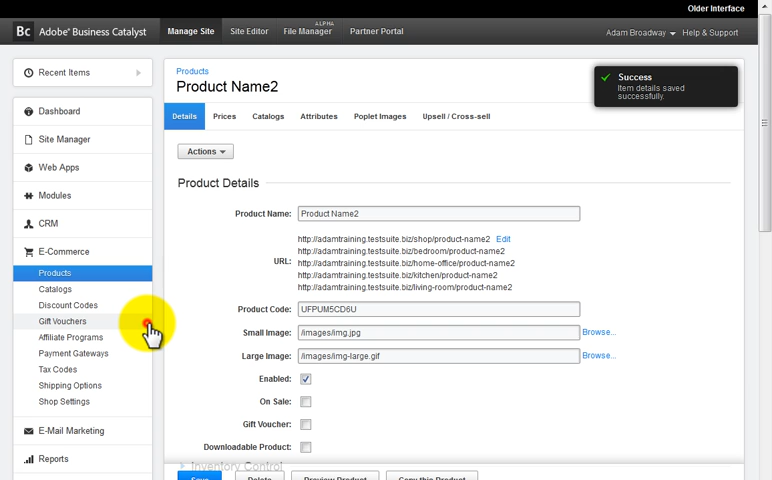 Older Interface
Bc Adobe® Business Catalyst Manage Site Site Editor ALPHA File Manager Partner Portal Adam Broadway Help & Support
Recent Items
Dashboard
Site Manager
Web Apps
Modules
CRM
E-Commerce
Products
Catalogs
Discount Codes
Gift Vouchers
Affiliate Programs
Payment Gateways
Tax Codes
Shipping Options
Shop Settings
E-Mail Marketing
Reports
Products
Product Name2
Success
Item details saved
successfully.
Details Prices Catalogs Attributes Poplet Images Upsell / Cross-sell
Actions
Product Details
Product Name: Product Name2
URL: http://adamtraining.testsuite.biz/shop/product-name2 Edit
http://adamtraining.testsuite.biz/bedroom/product-name2
http://adamtraining.testsuite.biz/home-office/product-name2
http://adamtraining.testsuite.biz/kitchen/product-name2
http://adamtraining.testsuite.biz/living-room/product-name2
Product Code: UFPUM5CD6U
Small Image: /images/img.jpg Browse...
Large Image: /images/img-large.gif Browse...
Enabled:
On Sale:
Gift Voucher:
Downloadable Product:
Inventory Control
Save Delete Preview Product Copy this Product